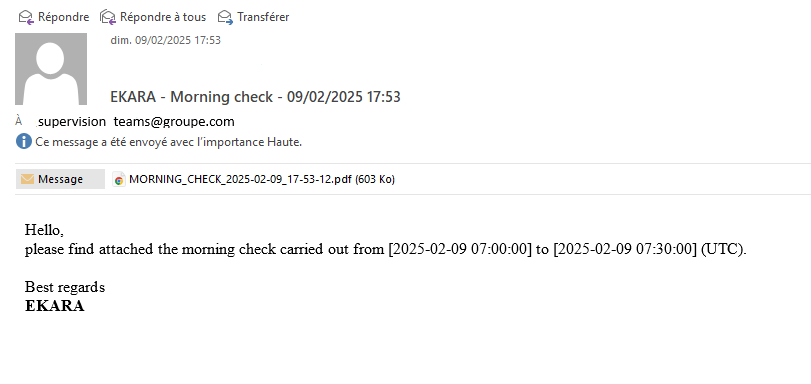 Répondre Répondre à tous Transférer
dim. 09/02/2025 17:53
EKARA - Morning check - 09/02/2025 17:53
À supervision teams@groupe.com
Ce message a été envoyé avec l'importance Haute.
Message MORNING_CHECK_2025-02-09_17-53-12.pdf (603 Ko)
Hello,
please find attached the morning check carried out from [2025-02-09 07:00:00] to [2025-02-09 07:30:00] (UTC).
Best regards
EKARA